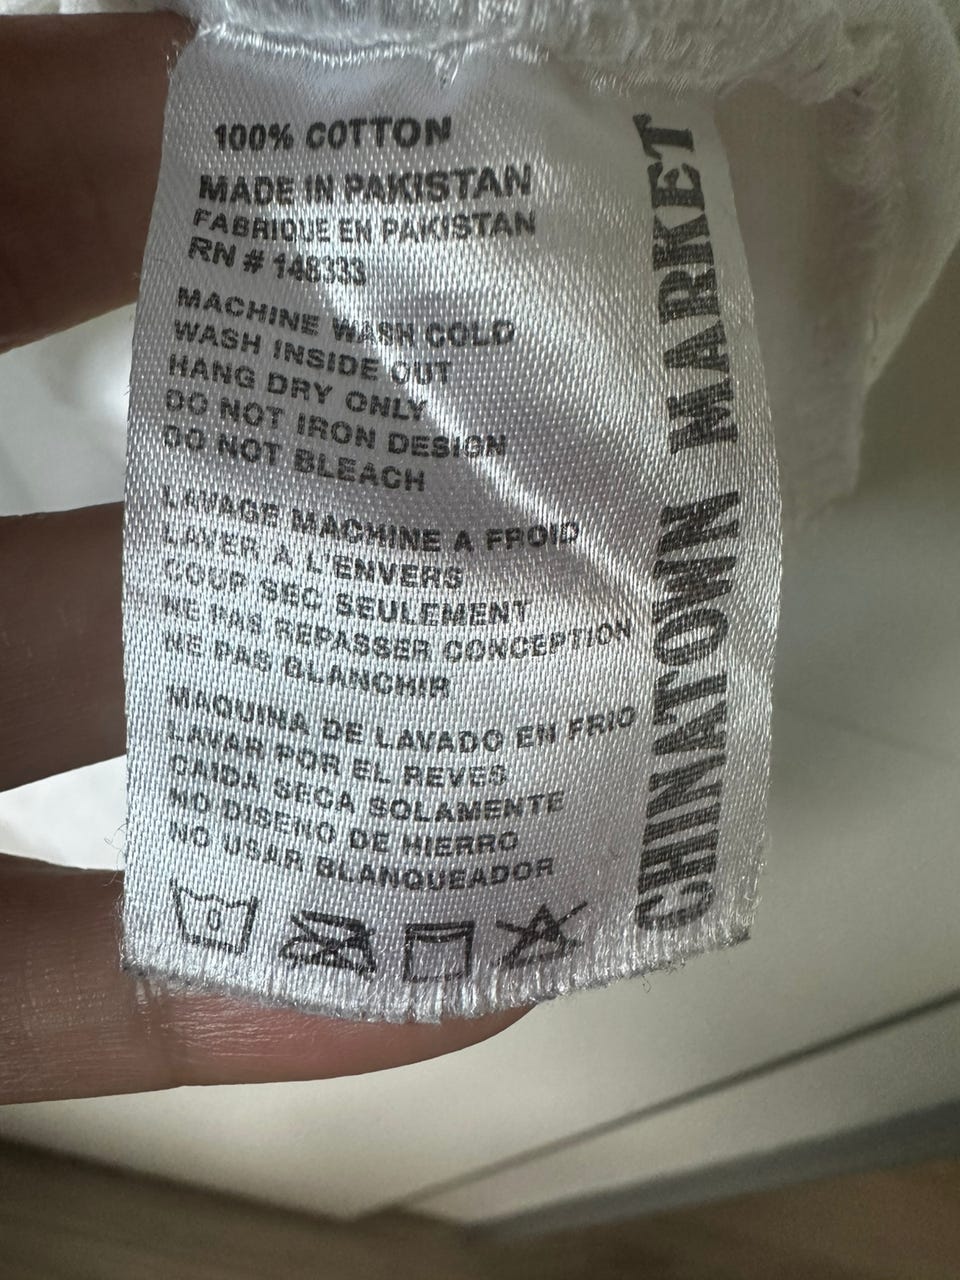 100% COTTON
MADE IN PAKISTAN
FABRIQUE EN PAKISTAN
RN # 148333
MACHINE WASH COLD
WASH INSIDE OUT
HANG DRY ONLY
DO NOT IRON DESIGN
DO NOT BLEACH
LAVAGE MACHINE A FROID
LAVER A L'ENVERS
COUP SEC SEULEMENT
NE PAS REPASSER CONCEPTION
NE PAS BLANCHIR
MAQUINA DE LAVADO EN FRIO
LAVAR POR EL REVES
CAIDA SECA SOLAMENTE
NO DISENO DE HIERRO
NO USAR BLANQUEADOR
0
CHINATOWN MARKET